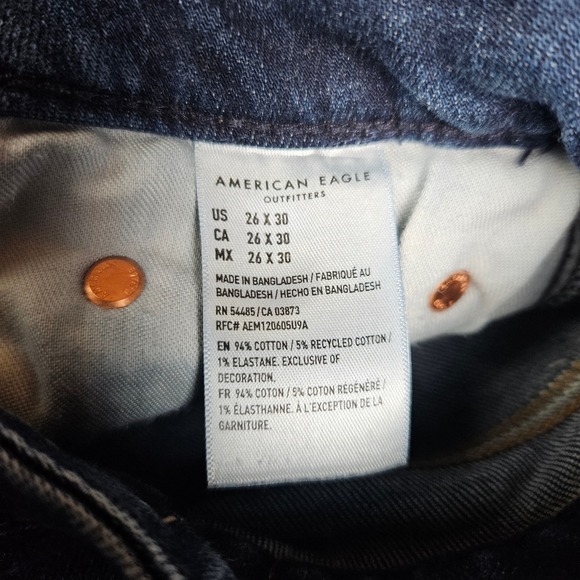 AMERICAN EAGLE
OUTFITTERS
US 26 X 30
CA 26 X 30
MX 26 X 30
MADE IN BANGLADESH / FABRIQUÉ AU
BANGLADESH / HECHO EN BANGLADESH
RN 54485 / CA 03873
RFC# AEM120605U9A
EN 94% COTTON / 5% RECYCLED COTTON /
1% ELASTANE. EXCLUSIVE OF
DECORATION.
FR 94% COTON / 5% COTON RÉGÉNÉRÉ /
1% ÉLASTHANNE. À L'EXCEPTION DE LA
GARNITURE.